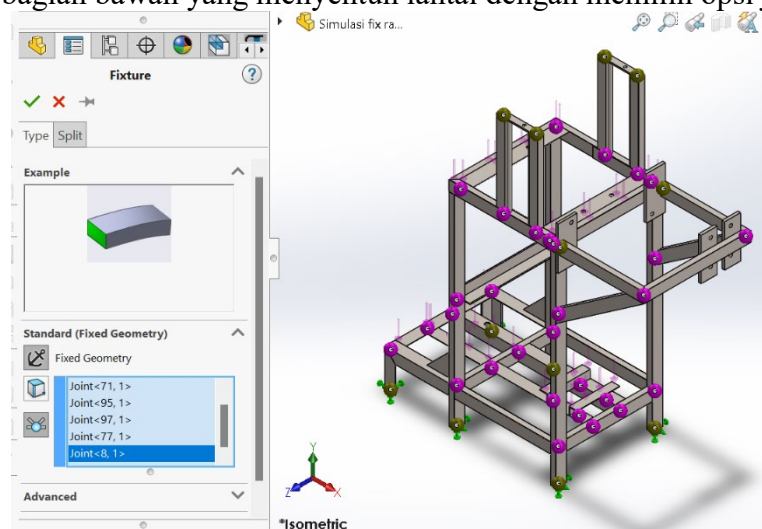 bagian bawah yang menyentuh lantai dengan memilih opsi
Simulasi fix ra...
Fixture
?
Type Split
Example
Standard (Fixed Geometry)
Fixed Geometry
Joint<71, 1>
Joint<95, 1>
Joint<97, 1>
Joint<77, 1>
Joint<8, 1>
Advanced
Y
Z
X
*Isometric